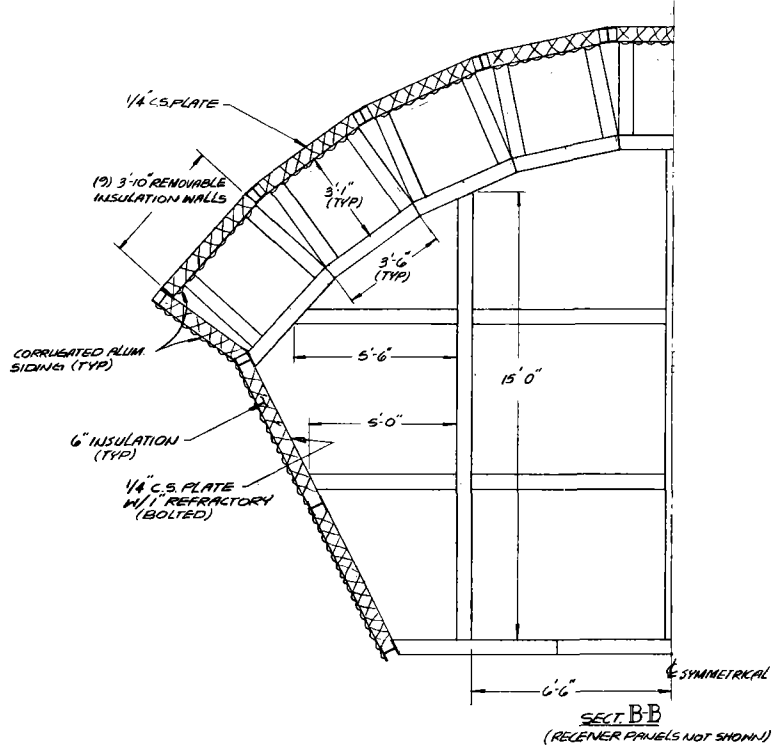 1/4" C.S. PLATE
(9) 3'-10" REMOVABLE
INSULATION WALLS
3'-1"
(TYP)
3'-6"
(TYP)
CORRUGATED ALUM.
SIDING (TYP)
5'-6"
15'0"
5'-0"
6" INSULATION
(TYP)
1/4" C.S. PLATE
W/1" REFRACTORY
(BOLTED)
℄ SYMMETRICAL
6'-6"
SECT. B-B
(RECEIVER PANELS NOT SHOWN)